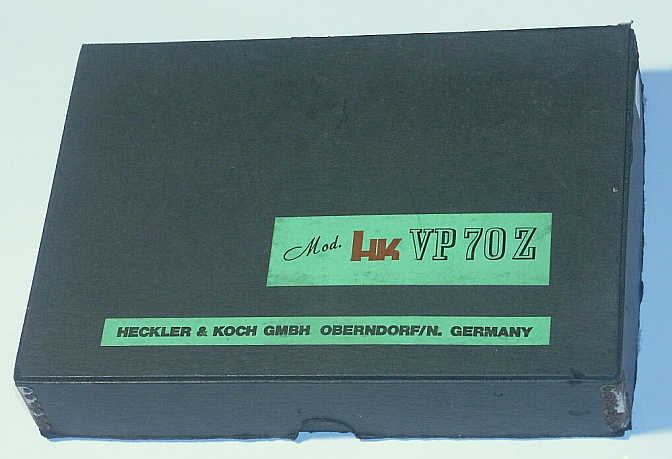 Mod. HK VP 70 Z
HECKLER & KOCH GMBH OBERNDORF/N. GERMANY